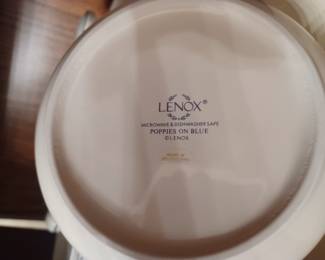 LENOX®
MICROWAVE & DISHWASHER SAFE
POPPIES ON BLUE
© LENOX